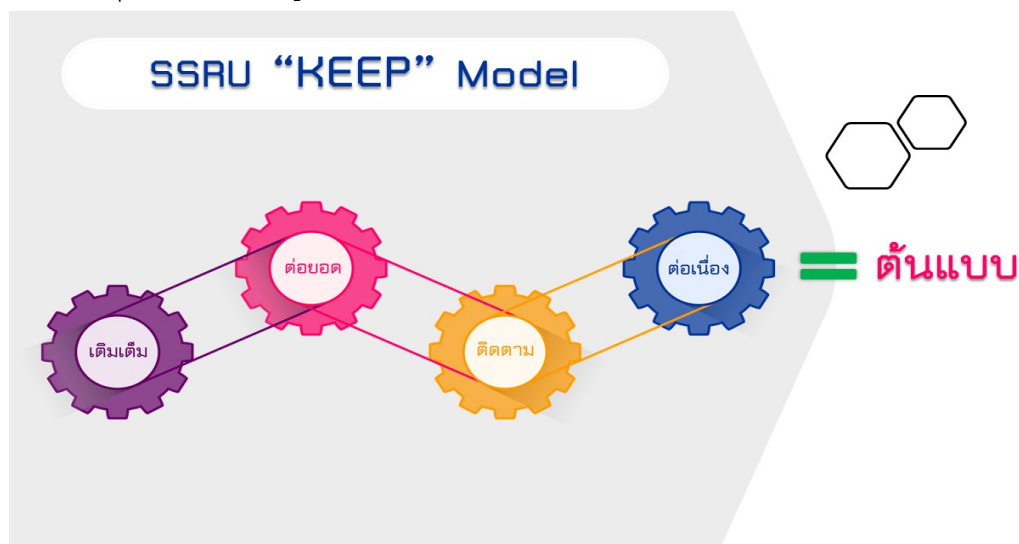 SSRU “KEEP” Model
เติมเต็ม
ต่อยอด
ติดตาม
ต่อเนื่อง
= ต้นแบบ